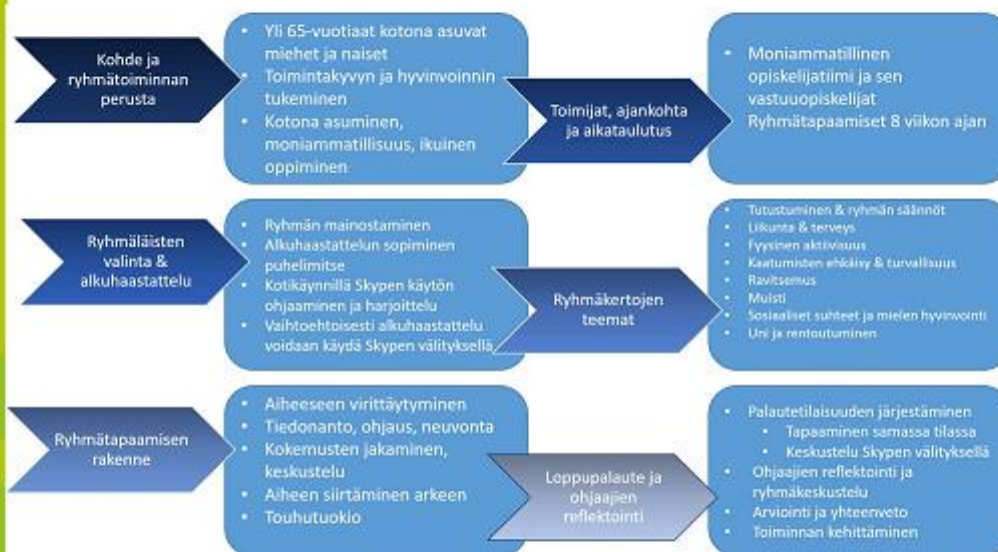 Kohde ja
ryhmätoiminnan
perusta
Yli 65-vuotiaat kotona asuvat
miehet ja naiset
Toimintakyvyn ja hyvinvoinnin
tukeminen
Kotona asuminen,
moniammatillisuus, ikuinen
oppiminen
Toimijat, ajankohta
ja aikataulutus
Moniammatillinen
opiskelijatiimi ja sen
vastuuopiskelijat
Ryhmätapaamiset 8 viikon ajan
Ryhmäläisten
valinta &
alkuhaastattelu
Ryhmän mainostaminen
Alkuhaastattelun sopiminen
puhelimitse
Kotikäynnillä Skypen käytön
ohjaaminen ja harjoittelu
Vaihtoehtoisesti alkuhaastattelu
voidaan käydä Skypen välityksellä
Ryhmäkertojen
teemat
Tutustuminen & ryhmän säännöt
Liikunta & terveys
Fyysinen aktiivisuus
Kaatumisten ehkäisy & turvallisuus
Ravitsemus
Muisti
Sosiaaliset suhteet ja mielen hyvinvointi
Uni ja rentoutuminen
Ryhmätapaamisen
rakenne
Aiheeseen virittäytyminen
Tiedonanto, ohjaus, neuvonta
Kokemusten jakaminen,
keskustelu
Aiheen siirtäminen arkeen
Touhutuokio
Loppupalaute ja
ohjaajien
reflektointi
Palautetilaisuuden järjestäminen
Tapaaminen samassa tilassa
Keskustelu Skypen välityksellä
Ohjaajien reflektointi ja
ryhmäkeskustelu
Arviointi ja yhteenveto
Toiminnan kehittäminen